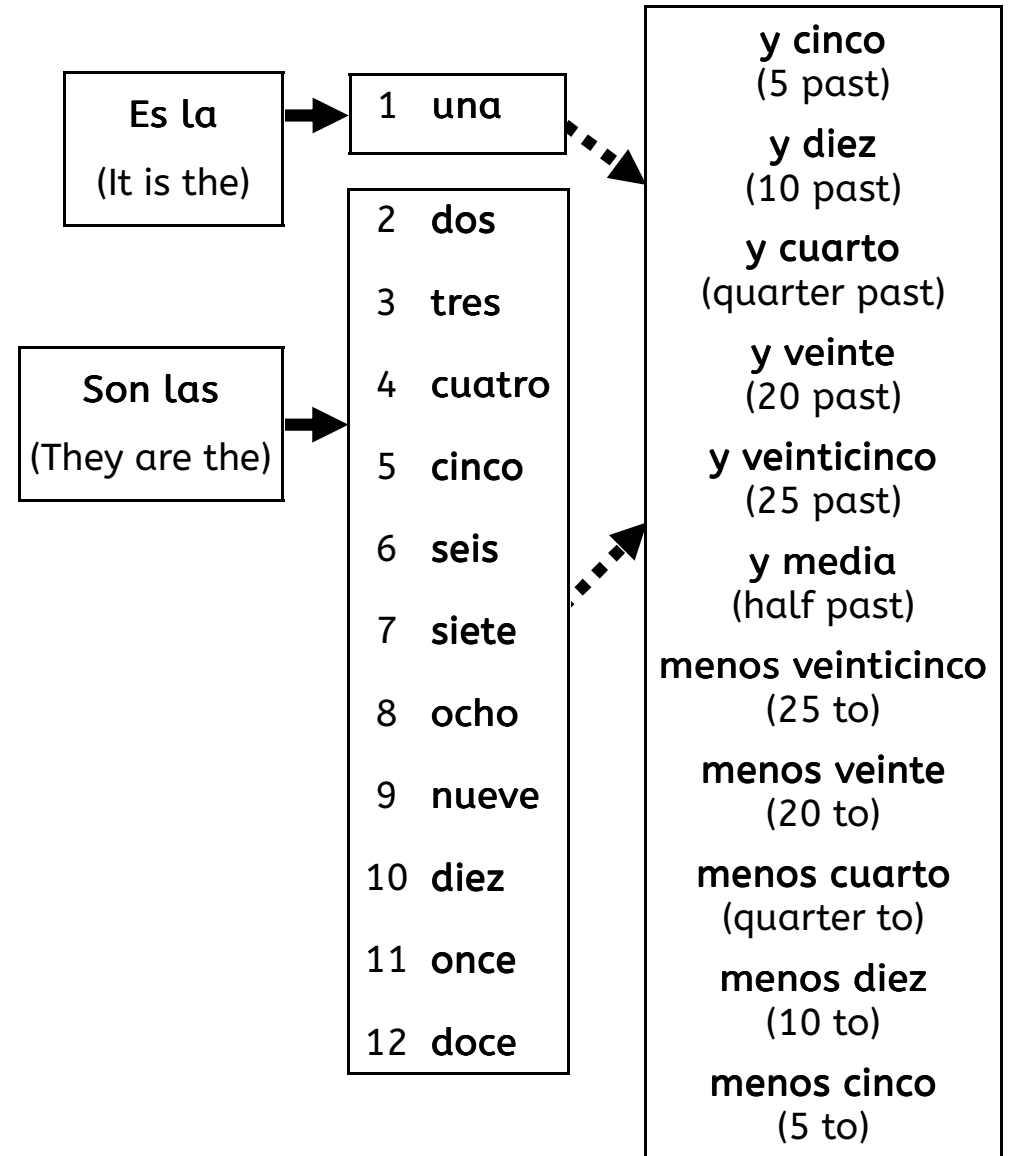 Es la
(It is the)
1 una
Son las
(They are the)
2 dos
3 tres
4 cuatro
5 cinco
6 seis
7 siete
8 ocho
9 nueve
10 diez
11 once
12 doce
y cinco
(5 past)
y diez
(10 past)
y cuarto
(quarter past)
y veinte
(20 past)
y veinticinco
(25 past)
y media
(half past)
menos veinticinco
(25 to)
menos veinte
(20 to)
menos cuarto
(quarter to)
menos diez
(10 to)
menos cinco
(5 to)